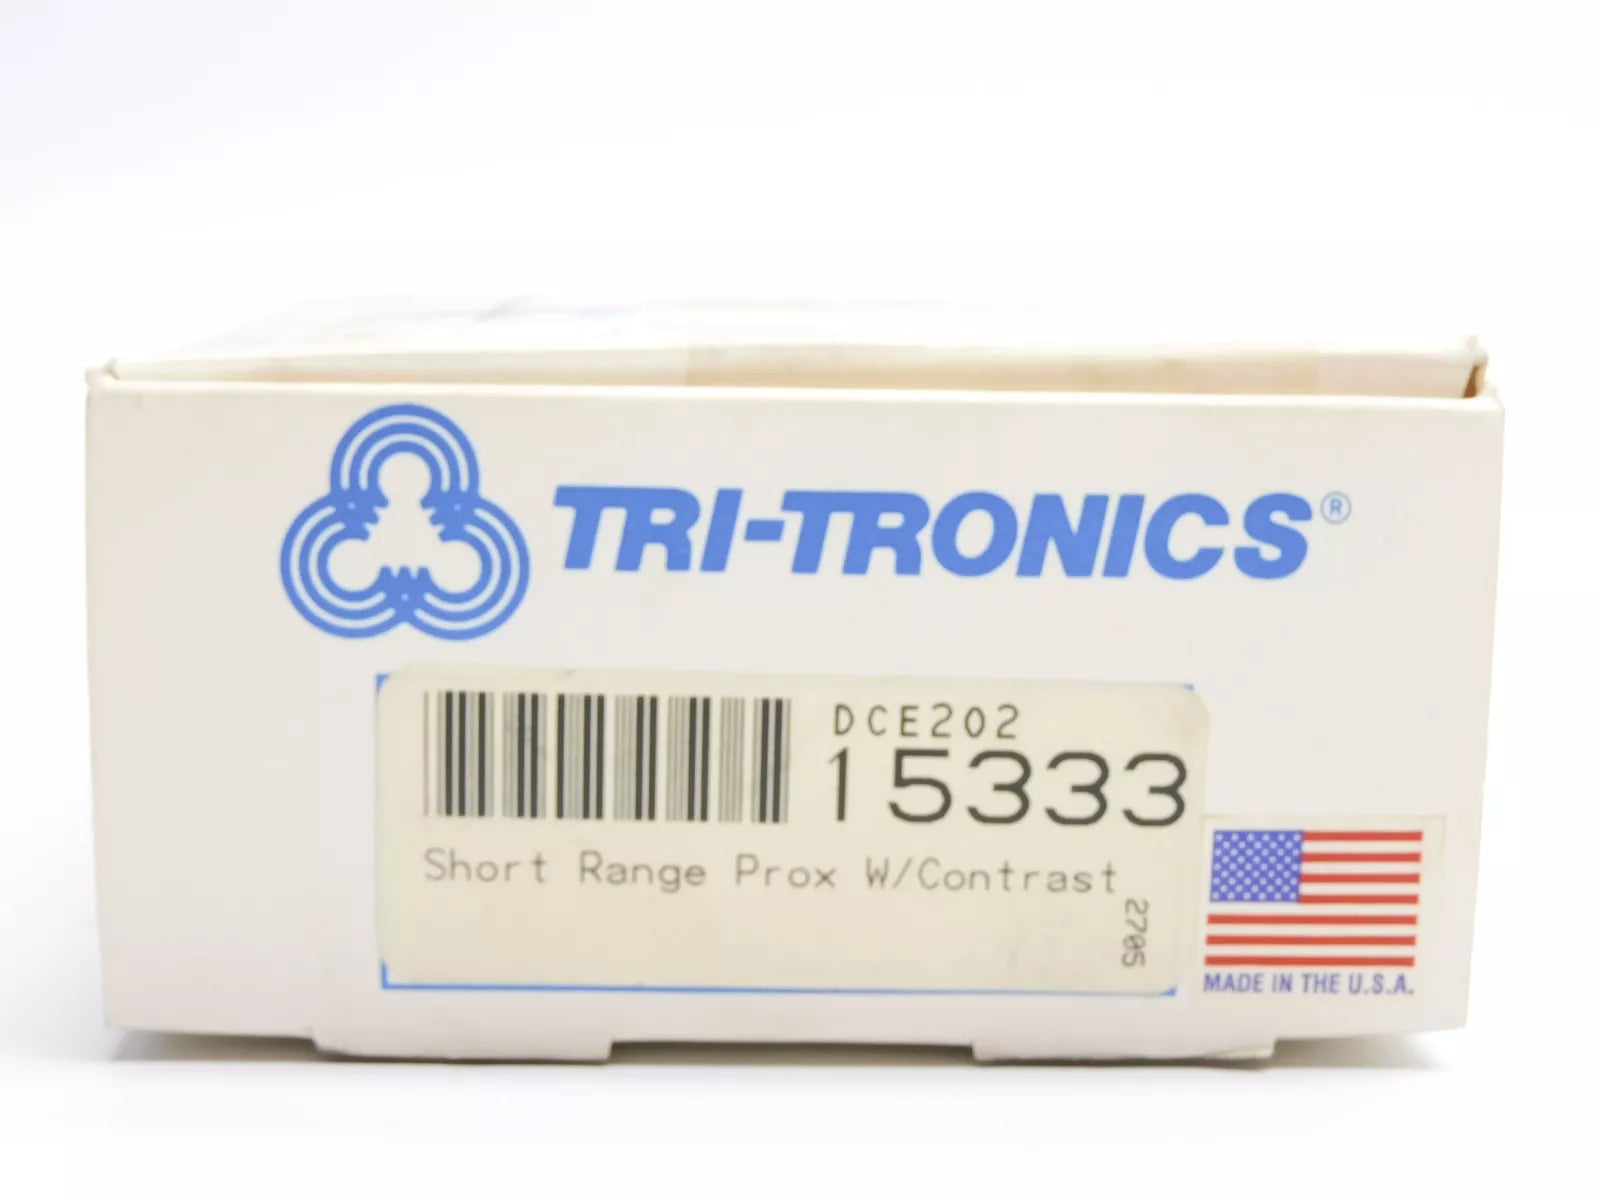 TRI-TRONICS®
DCE202
15333
Short Range Prox W/Contrast
2705
MADE IN THE U.S.A.